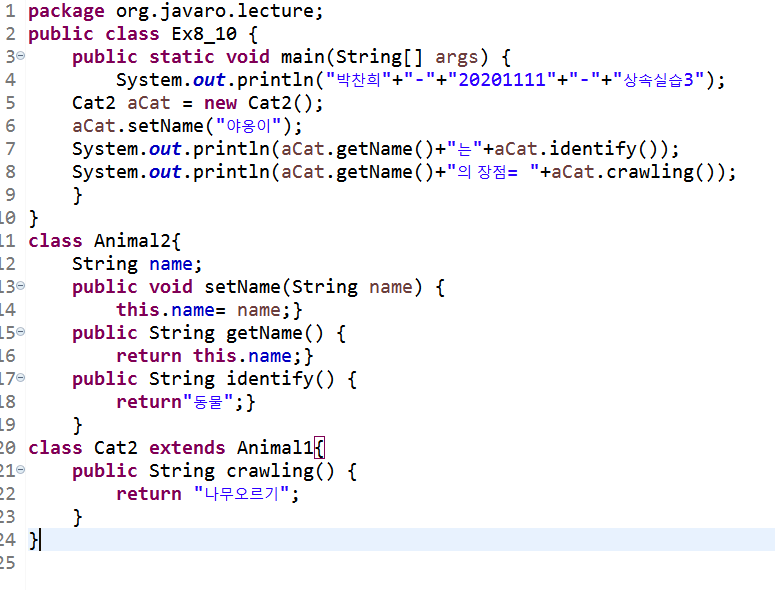 1 package org.javaro.lecture;
2 public class Ex8_10 {
3 public static void main(String[] args) {
4 System.out.println("박찬희"+"-"+"20201111"+"-"+"상속실습3");
5 Cat2 aCat = new Cat2();
6 aCat.setName("야옹이");
7 System.out.println(aCat.getName()+"는"+aCat.identify());
8 System.out.println(aCat.getName()+"의 장점= "+aCat.crawling());
9 }
10 }
11 class Animal2{
12 String name;
13 public void setName(String name) {
14 this.name= name;}
15 public String getName() {
16 return this.name;}
17 public String identify() {
18 return"동물";}
19 }
20 class Cat2 extends Animal1{
21 public String crawling() {
22 return "나무오르기";
23 }
24 }
25